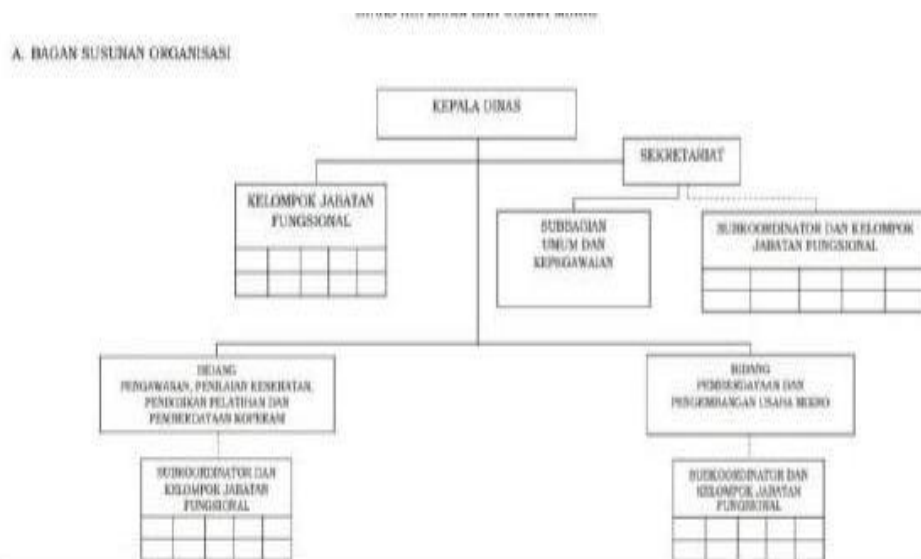 A. BAGAN SUSUNAN ORGANISASI
KEPALA DINAS
SEKRETARIAT
KELOMPOK JABATAN
FUNGSIONAL
SUBBAGIAN
UMUM DAN
KEPEGAWAIAN
SUBKOORDINATOR DAN KELOMPOK
JABATAN FUNGSIONAL
BIDANG
PENGAWASAN, PENILAIAN KESEHATAN,
PENDIDIKAN PELATIHAN DAN
PEMBERDAYAAN KOPERASI
BIDANG
PEMBERDAYAAN DAN
PENGEMBANGAN USAHA MIKRO
SUBKOORDINATOR DAN
KELOMPOK JABATAN
FUNGSIONAL
SUBKOORDINATOR DAN
KELOMPOK JABATAN
FUNGSIONAL